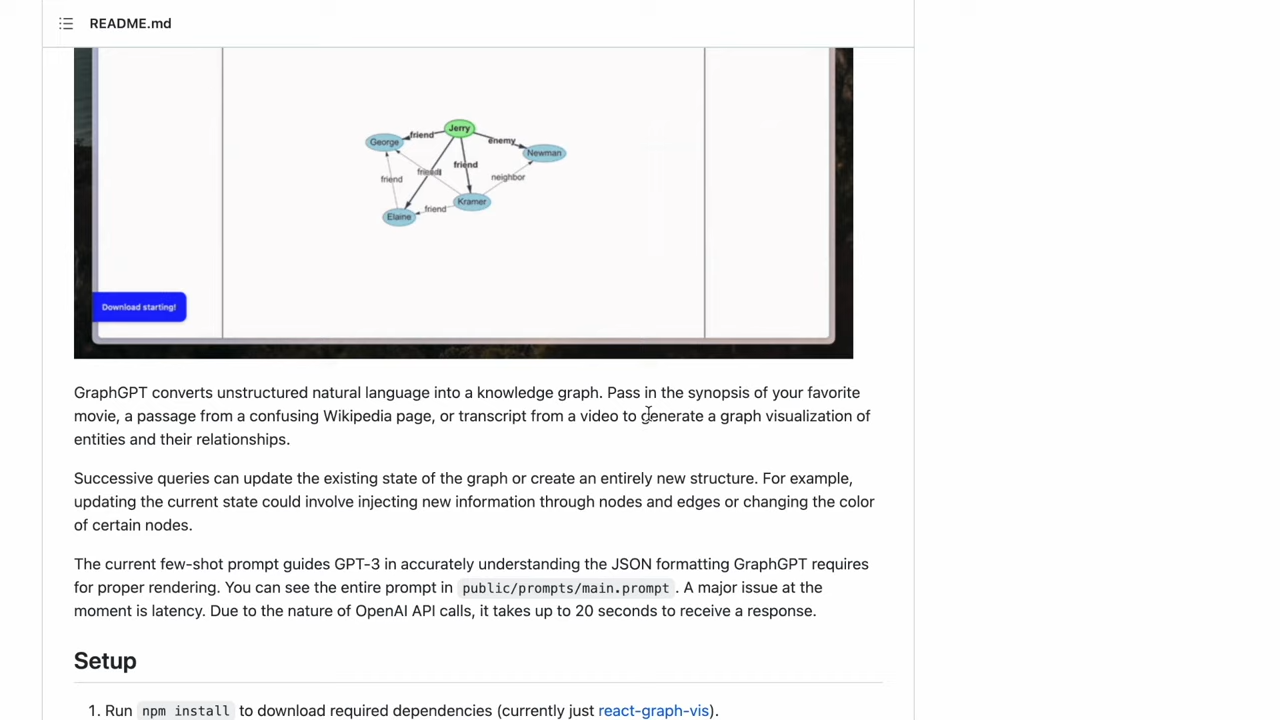 README.md
Jerry
friend
enemy
George
Newman
friend
friend
friend
neighbor
Kramer
friend
Elaine
Download starting!
GraphGPT converts unstructured natural language into a knowledge graph. Pass in the synopsis of your favorite
movie, a passage from a confusing Wikipedia page, or transcript from a video to generate a graph visualization of
entities and their relationships.
Successive queries can update the existing state of the graph or create an entirely new structure. For example,
updating the current state could involve injecting new information through nodes and edges or changing the color
of certain nodes.
The current few-shot prompt guides GPT-3 in accurately understanding the JSON formatting GraphGPT requires
for proper rendering. You can see the entire prompt in public/prompts/main.prompt. A major issue at the
moment is latency. Due to the nature of OpenAI API calls, it takes up to 20 seconds to receive a response.
Setup
1. Run npm install to download required dependencies (currently just react-graph-vis).